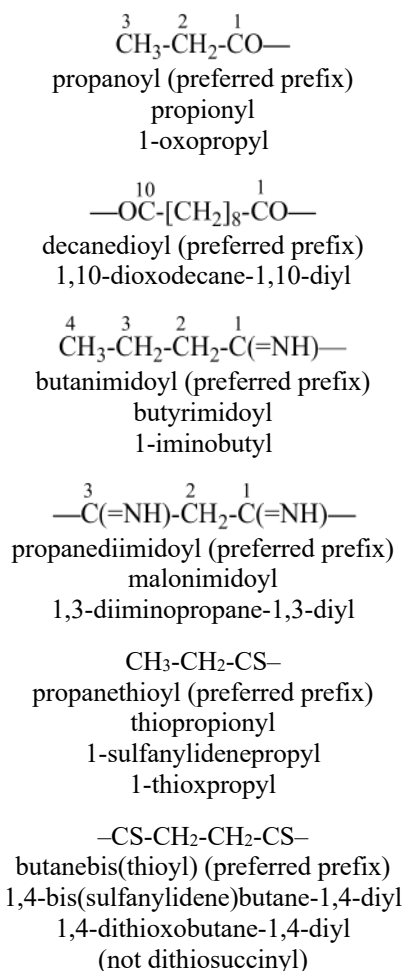 3 2 1
CH3-CH2-CO—
propanoyl (preferred prefix)
propionyl
1-oxopropyl
10 1
—OC-[CH2]8-CO—
decanedioyl (preferred prefix)
1,10-dioxodecane-1,10-diyl
4 3 2 1
CH3-CH2-CH2-C(=NH)—
butanimidoyl (preferred prefix)
butyrimidoyl
1-iminobutyl
3 2 1
—C(=NH)-CH2-C(=NH)—
propanediimidoyl (preferred prefix)
malonimidoyl
1,3-diiminopropane-1,3-diyl
CH3-CH2-CS–
propanethioyl (preferred prefix)
thiopropionyl
1-sulfanylidenepropyl
1-thioxpropyl
–CS-CH2-CH2-CS–
butanebis(thioyl) (preferred prefix)
1,4-bis(sulfanylidene)butane-1,4-diyl
1,4-dithioxobutane-1,4-diyl
(not dithiosuccinyl)